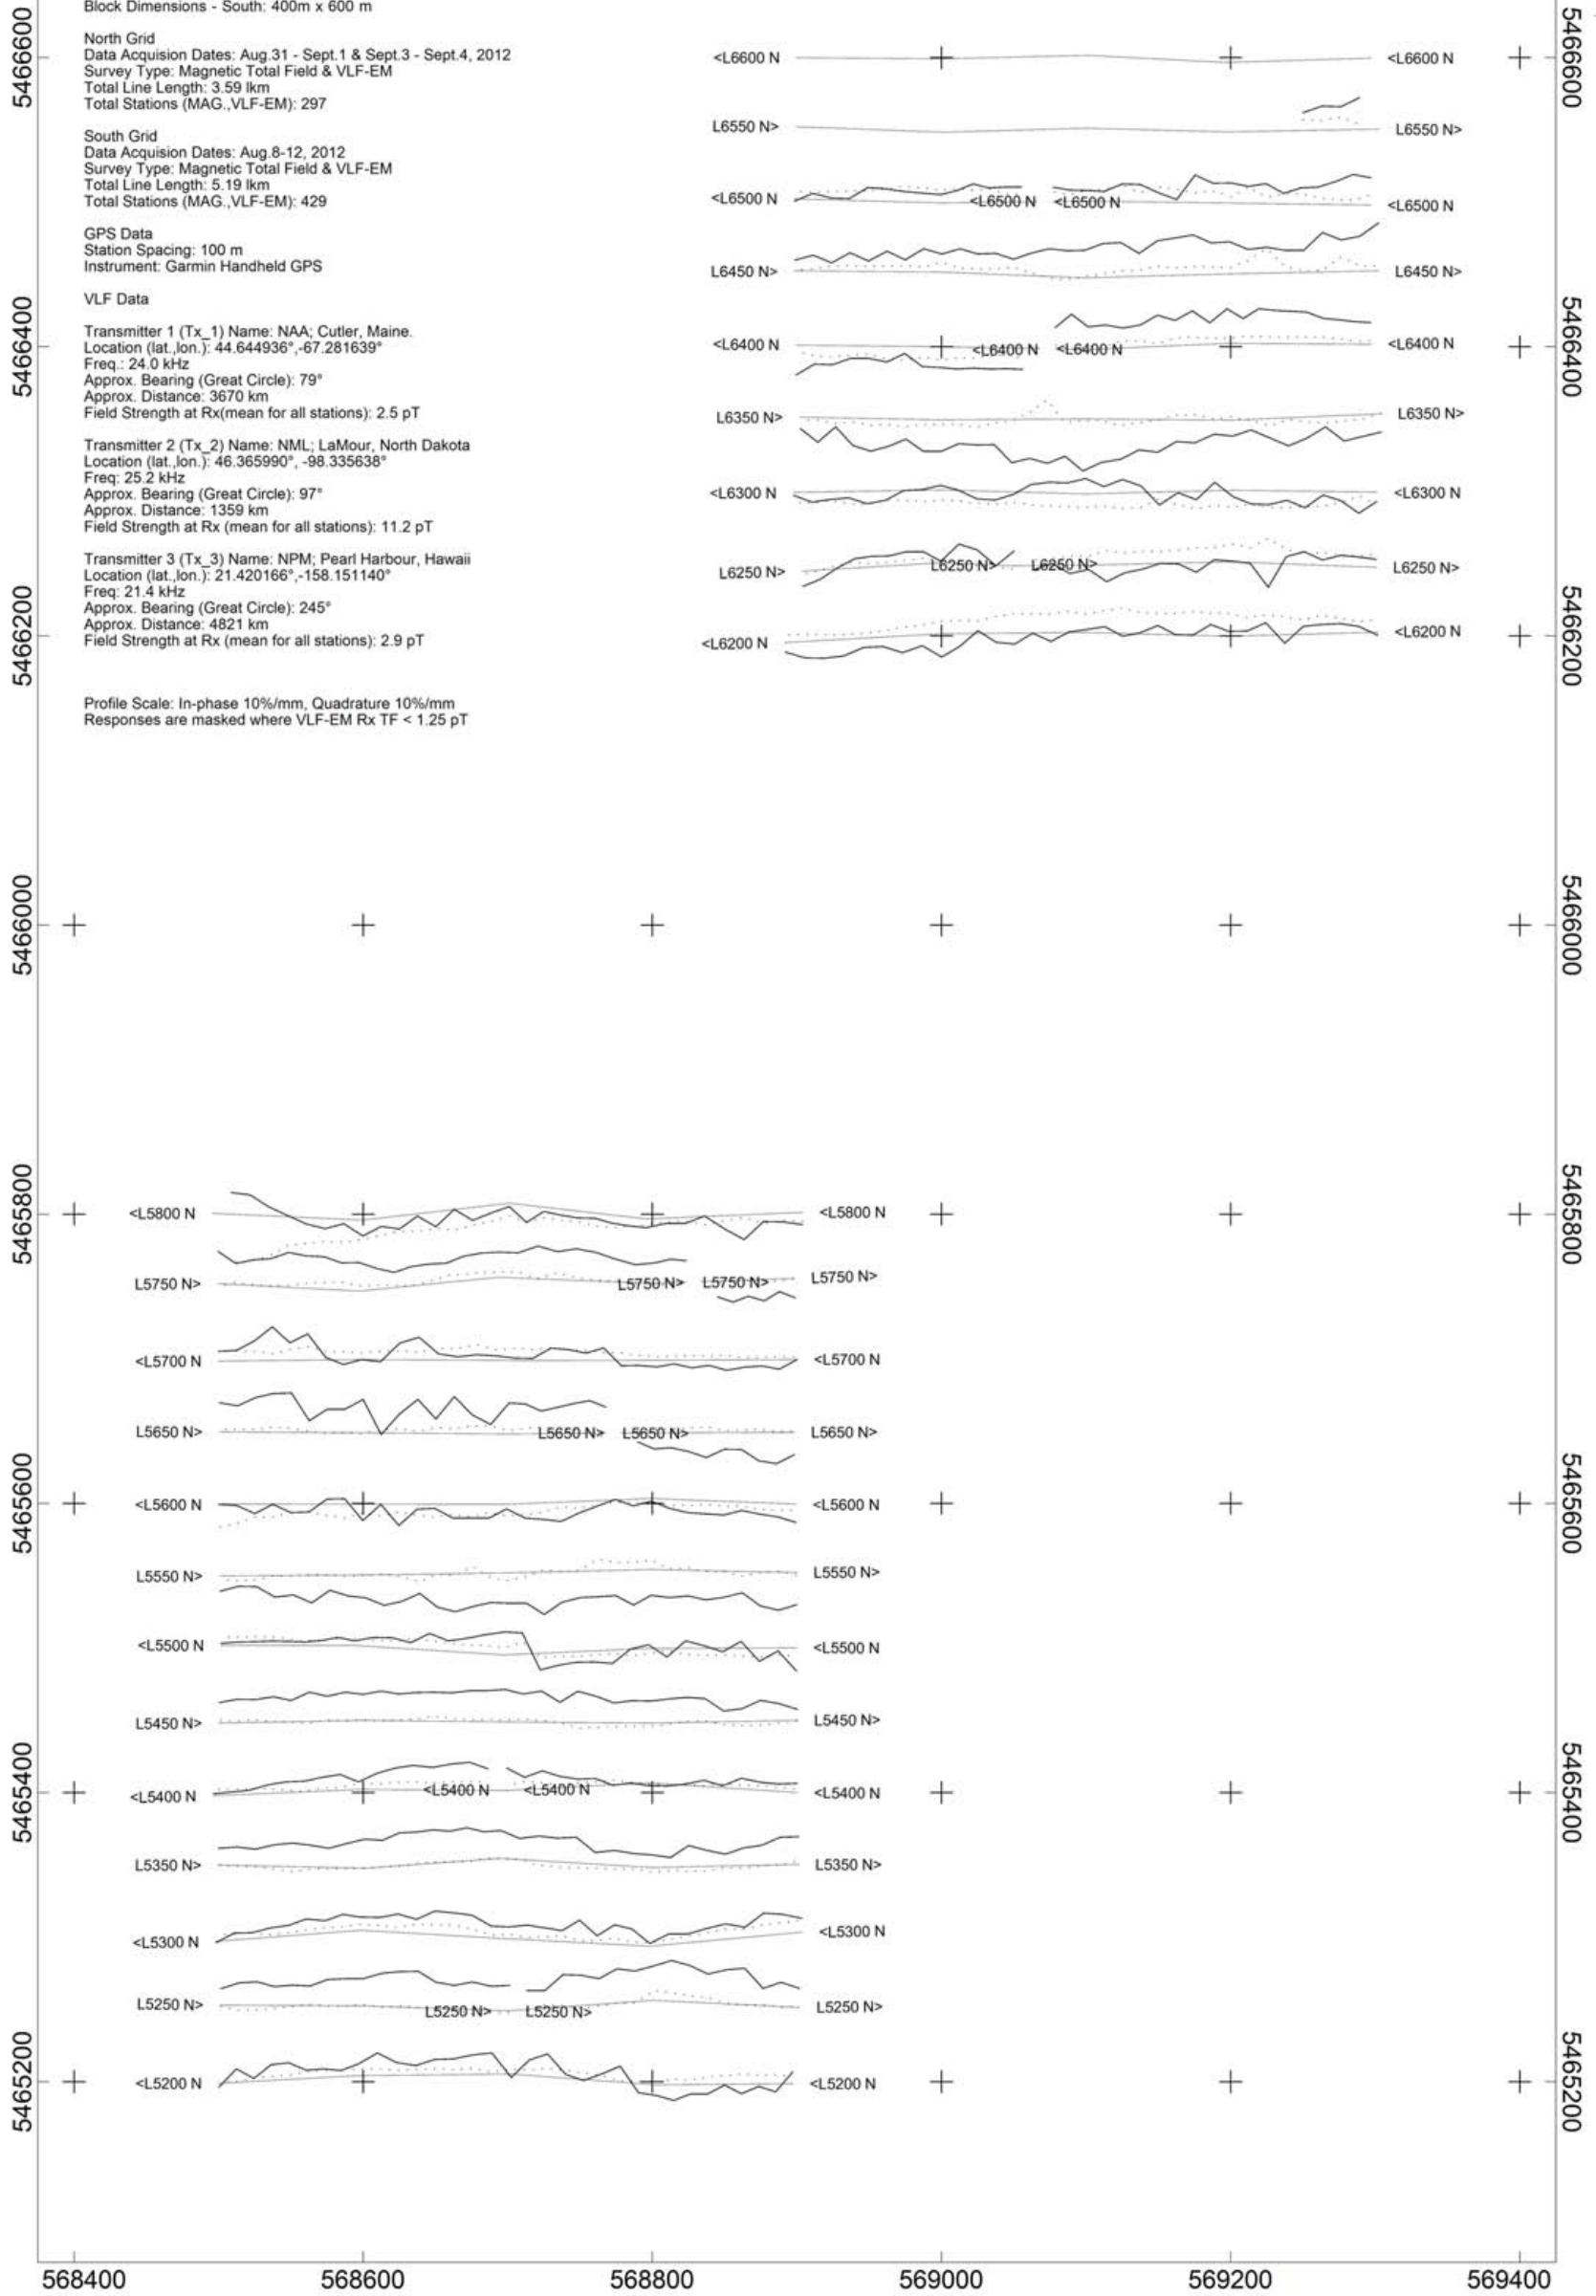 Block Dimensions - South: 400m x 600 m
North Grid
Data Acquision Dates: Aug.31 - Sept.1 & Sept.3 - Sept.4, 2012
Survey Type: Magnetic Total Field & VLF-EM
Total Line Length: 3.59 lkm
Total Stations (MAG.,VLF-EM): 297
South Grid
Data Acquision Dates: Aug.8-12, 2012
Survey Type: Magnetic Total Field & VLF-EM
Total Line Length: 5.19 lkm
Total Stations (MAG.,VLF-EM): 429
GPS Data
Station Spacing: 100 m
Instrument: Garmin Handheld GPS
VLF Data
Transmitter 1 (Tx_1) Name: NAA; Cutler, Maine.
Location (lat.,lon.): 44.644936°,-67.281639°
Freq.: 24.0 kHz
Approx. Bearing (Great Circle): 79°
Approx. Distance: 3670 km
Field Strength at Rx(mean for all stations): 2.5 pT
Transmitter 2 (Tx_2) Name: NML; LaMour, North Dakota
Location (lat.,lon.): 46.365990°, -98.335638°
Freq: 25.2 kHz
Approx. Bearing (Great Circle): 97°
Approx. Distance: 1359 km
Field Strength at Rx (mean for all stations): 11.2 pT
Transmitter 3 (Tx_3) Name: NPM; Pearl Harbour, Hawaii
Location (lat.,lon.): 21.420166°,-158.151140°
Freq: 21.4 kHz
Approx. Bearing (Great Circle): 245°
Approx. Distance: 4821 km
Field Strength at Rx (mean for all stations): 2.9 pT
Profile Scale: In-phase 10%/mm, Quadrature 10%/mm
Responses are masked where VLF-EM Rx TF < 1.25 pT
<L6600 N <L6600 N
L6550 N> L6550 N>
<L6500 N <L6500 N <L6500 N <L6500 N
L6450 N> L6450 N>
<L6400 N <L6400 N <L6400 N <L6400 N
L6350 N> L6350 N>
<L6300 N <L6300 N
L6250 N> L6250 N> L6250 N> L6250 N>
<L6200 N <L6200 N
<L5800 N <L5800 N
L5750 N> L5750 N> L5750 N> L5750 N>
<L5700 N <L5700 N
L5650 N> L5650 N> L5650 N> L5650 N>
<L5600 N <L5600 N
L5550 N> L5550 N>
<L5500 N <L5500 N
L5450 N> L5450 N>
<L5400 N <L5400 N <L5400 N <L5400 N
L5350 N> L5350 N>
<L5300 N <L5300 N
L5250 N> L5250 N> L5250 N> L5250 N>
<L5200 N <L5200 N
5466600 5466600
5466400 5466400
5466200 5466200
5466000 5466000
5465800 5465800
5465600 5465600
5465400 5465400
5465200 5465200
568400 568600 568800 569000 569200 569400